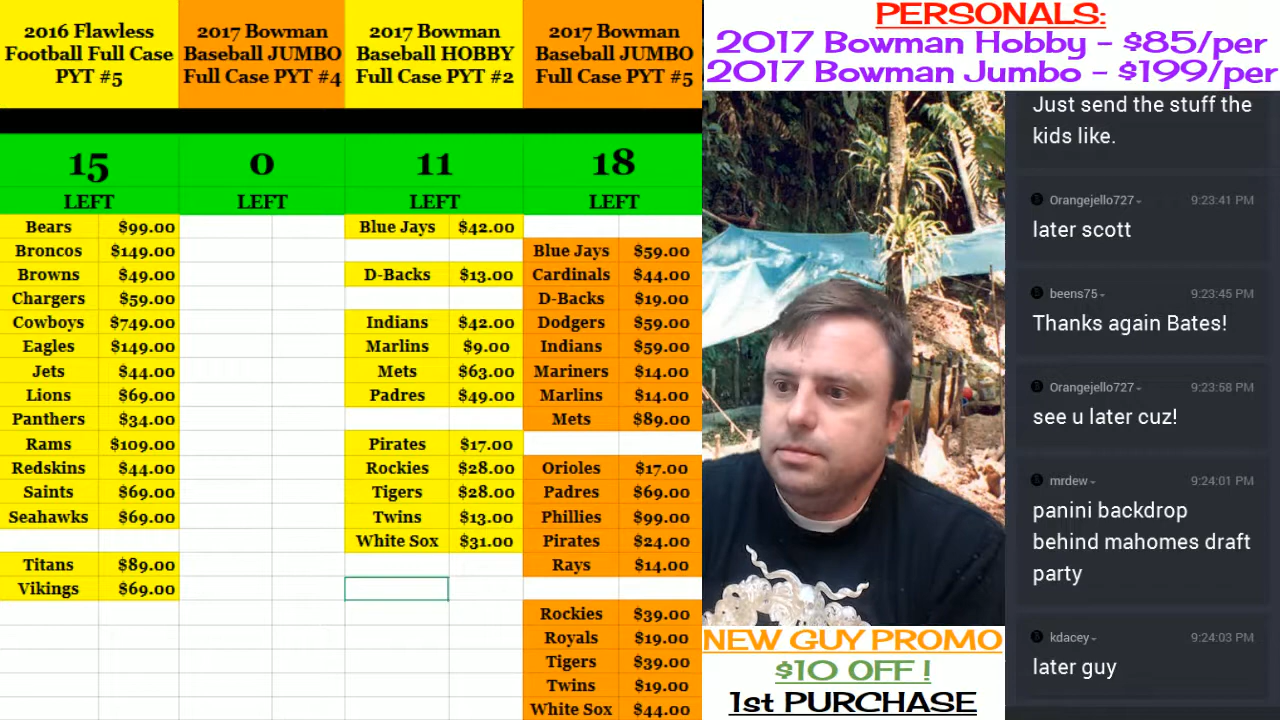 2016 Flawless
Football Full Case
PYT #5
2017 Bowman
Baseball JUMBO
Full Case PYT #4
2017 Bowman
Baseball HOBBY
Full Case PYT #2
2017 Bowman
Baseball JUMBO
Full Case PYT #5
15 0 11 18
LEFT LEFT LEFT LEFT
Bears $99.00
Broncos $149.00
Browns $49.00
Chargers $59.00
Cowboys $749.00
Eagles $149.00
Jets $44.00
Lions $69.00
Panthers $34.00
Rams $109.00
Redskins $44.00
Saints $69.00
Seahawks $69.00
Titans $89.00
Vikings $69.00
Blue Jays $42.00
D-Backs $13.00
Indians $42.00
Marlins $9.00
Mets $63.00
Padres $49.00
Pirates $17.00
Rockies $28.00
Tigers $28.00
Twins $13.00
White Sox $31.00
Blue Jays $59.00
Cardinals $44.00
D-Backs $19.00
Dodgers $59.00
Indians $59.00
Mariners $14.00
Marlins $14.00
Mets $89.00
Orioles $17.00
Padres $69.00
Phillies $99.00
Pirates $24.00
Rays $14.00
Rockies $39.00
Royals $19.00
Tigers $39.00
Twins $19.00
White Sox $44.00
PERSONALS:
2017 Bowman Hobby - $85/per
2017 Bowman Jumbo - $199/per
NEW GUY PROMO
$10 OFF !
1st PURCHASE
Just send the stuff the
kids like.
Orangejello727 9:23:41 PM
later scott
beens75 9:23:45 PM
Thanks again Bates!
Orangejello727 9:23:58 PM
see u later cuz!
mrdew 9:24:01 PM
panini backdrop
behind mahomes draft
party
kdacey 9:24:03 PM
later guy